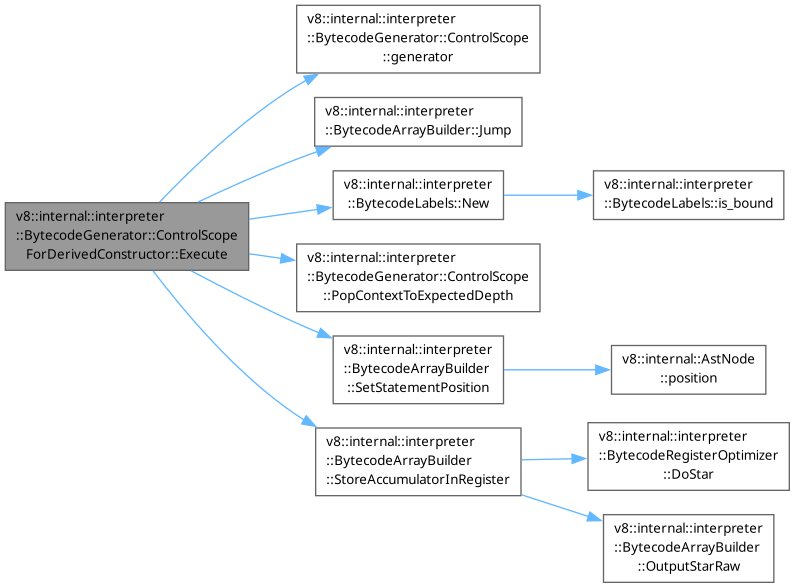 v8::internal::interpreter
::BytecodeGenerator::ControlScope
ForDerivedConstructor::Execute
v8::internal::interpreter
::BytecodeGenerator::ControlScope
::generator
v8::internal::interpreter
::BytecodeArrayBuilder::Jump
v8::internal::interpreter
::BytecodeLabels::New
v8::internal::interpreter
::BytecodeLabels::is_bound
v8::internal::interpreter
::BytecodeGenerator::ControlScope
::PopContextToExpectedDepth
v8::internal::interpreter
::BytecodeArrayBuilder
::SetStatementPosition
v8::internal::AstNode
::position
v8::internal::interpreter
::BytecodeArrayBuilder
::StoreAccumulatorInRegister
v8::internal::interpreter
::BytecodeRegisterOptimizer
::DoStar
v8::internal::interpreter
::BytecodeArrayBuilder
::OutputStarRaw